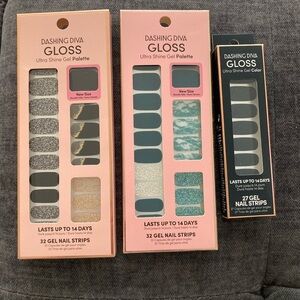 DASHING DIVA
GLOSS
Ultra Shine Gel Palette
New Size
LASTS UP TO 14 DAYS
32 GEL NAIL STRIPS
DASHING DIVA
GLOSS
Ultra Shine Gel Palette
New Size
LASTS UP TO 14 DAYS
32 GEL NAIL STRIPS
DASHING DIVA
GLOSS
Ultra Shine Gel Color
LASTS UP TO 14 DAYS
27 GEL
NAIL STRIPS